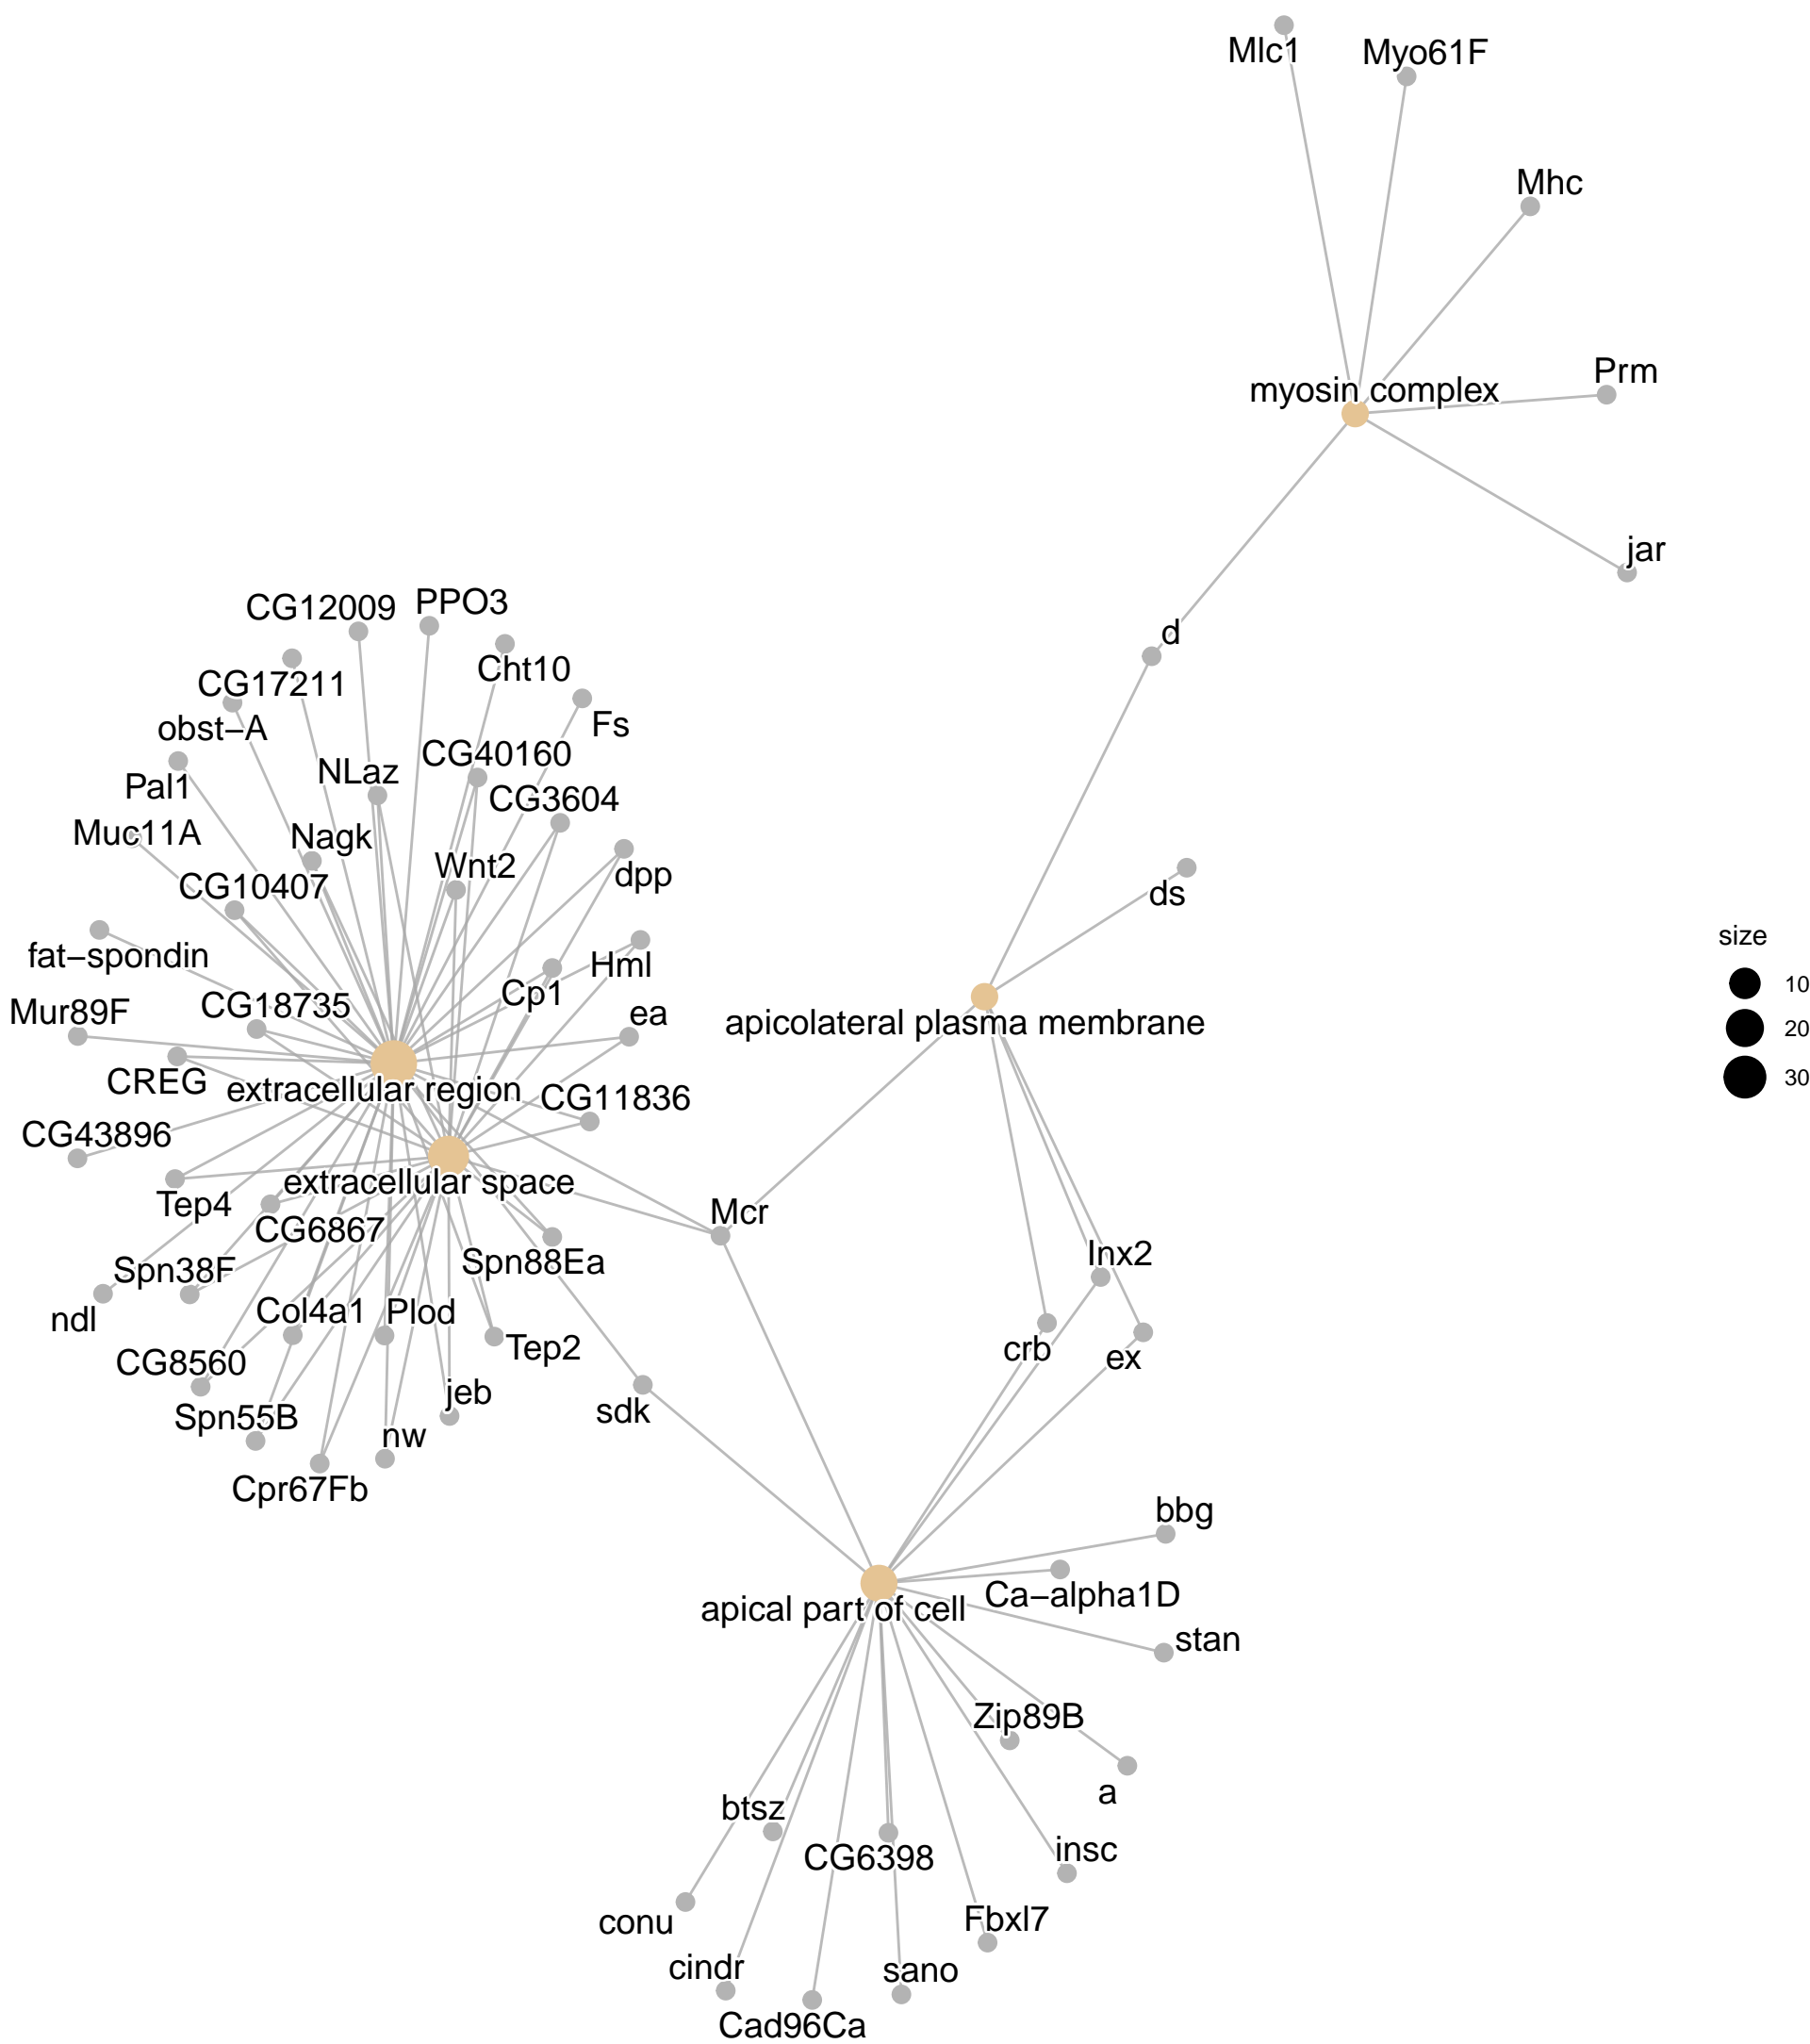 Mlc1
Myo61F
Mhc
Prm
myosin complex
jar
d
CG12009
PPO3
Cht10
CG17211
Fs
obst−A
CG40160
NLaz
Pal1
CG3604
Muc11A
Nagk
Wnt2
dpp
CG10407
ds
size
fat−spondin
Hml
10
Cp1
CG18735
Mur89F
ea
apicolateral plasma membrane
20
CREG
extracellular region
CG11836
30
CG43896
extracellular space
Tep4
Mcr
CG6867
Inx2
Spn38F
Spn88Ea
ndl
Col4a1
Plod
Tep2
crb
ex
CG8560
jeb
sdk
Spn55B
nw
Cpr67Fb
bbg
Ca−alpha1D
apical part of cell
stan
Zip89B
a
btsz
CG6398
insc
conu
Fbxl7
cindr
sano
Cad96Ca